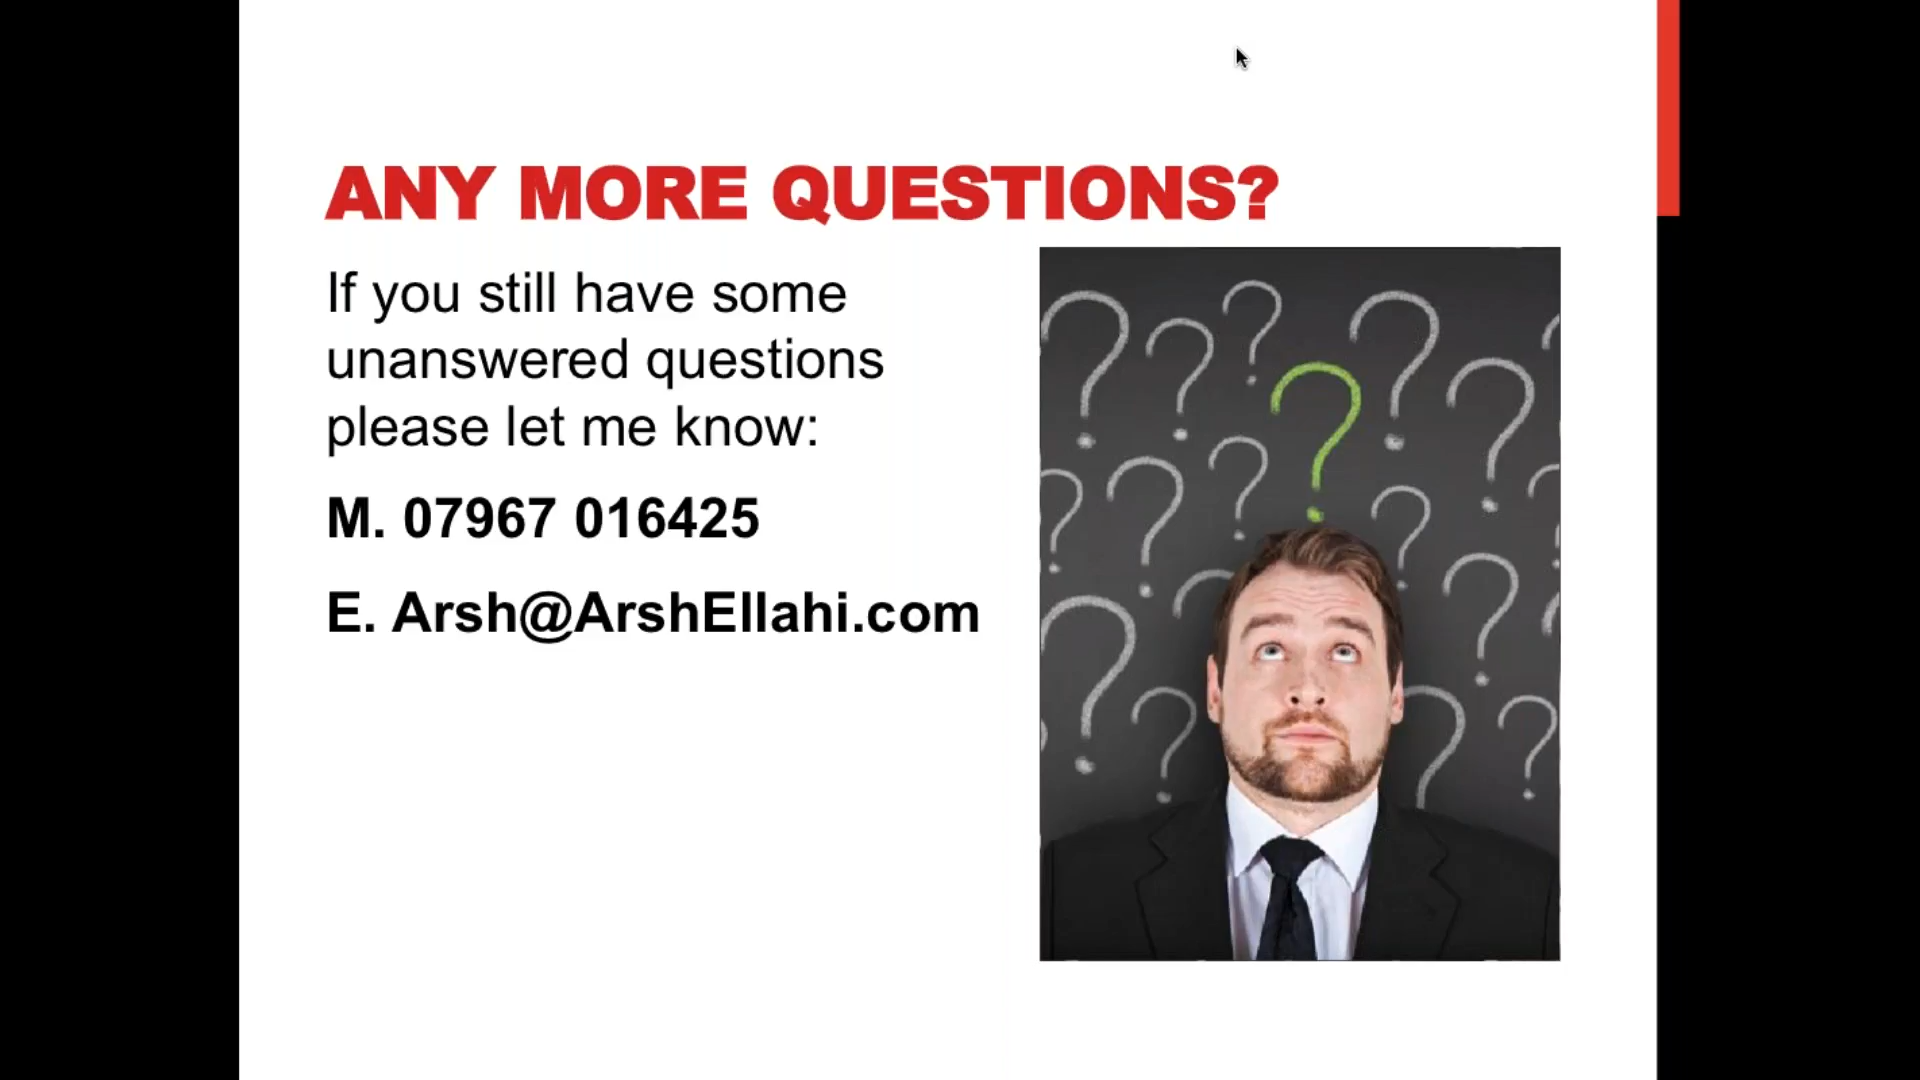 ANY MORE QUESTIONS?
If you still have some
unanswered questions
please let me know:
M. 07967 016425
E. Arsh@ArshEllahi.com